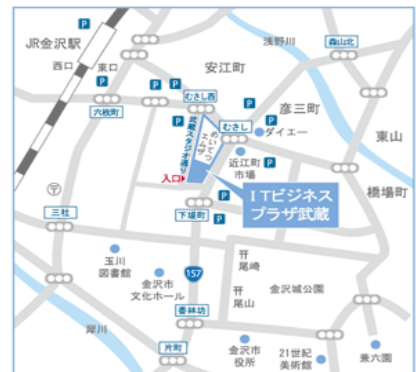 P
JR金沢駅
西口
東口
P
六枚町
安江町
浅野川
森山北
P
P
P
むさし西
P
武蔵スタジオ通り
めいてつ
エムザ
P
彦三町
むさし
ダイエー
P
近江町
市場
東山
橋場町
入口
ITビジネス
プラザ武蔵
下堤町
P
P
三社
玉川
図書館
金沢市
文化ホール
157
尾崎
尾山
金沢城公園
香林坊
犀川
片町
金沢市
役所
21世紀
美術館
兼六園